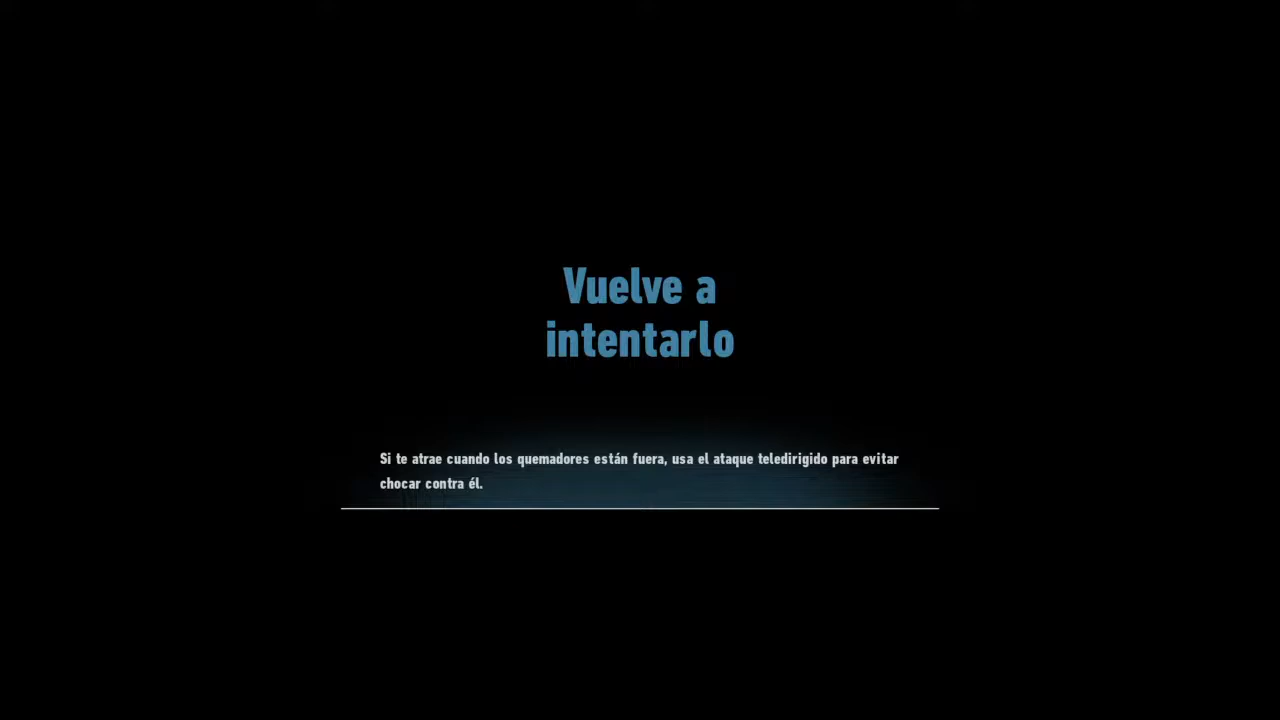 Vuelve a
intentarlo
Si te atrae cuando los quemadores están fuera, usa el ataque teledirigido para evitar
chocar contra él.